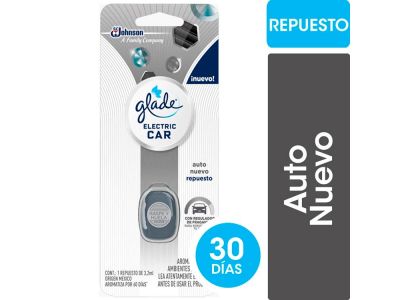 SC Johnson
A Family Company
¡nuevo!
glade
ELECTRIC
CAR
auto
nuevo
repuesto
CON REGULADOR
AROM
AMBIENTES
LEA ATENTAMENTE
ANTES DE USAR EL PR
CONT.: 1 REPUESTO DE 3,2ml
ORIGEN MÉXICO
AROMATIZA POR 60 DÍAS
30
DÍAS
REPUESTO
Auto
Nuevo